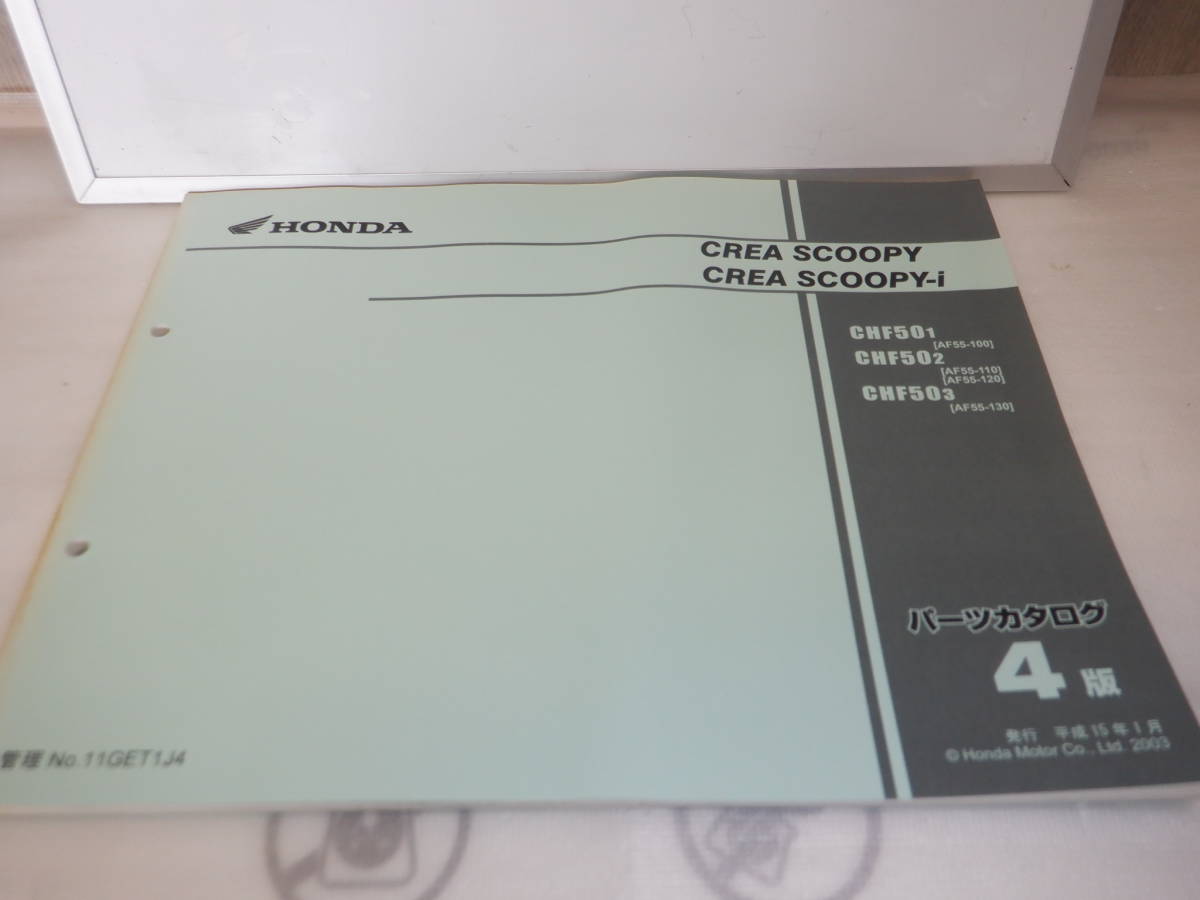 HONDA
CREA SCOOPY
CREA SCOOPY-i
CHF501
[AF55-100]
CHF502
[AF55-110]
[AF55-120]
CHF503
[AF55-130]
パーツカタログ
4版
発行 平成15年1月
© Honda Motor Co., Ltd. 2003
管理 No.11GET1J4